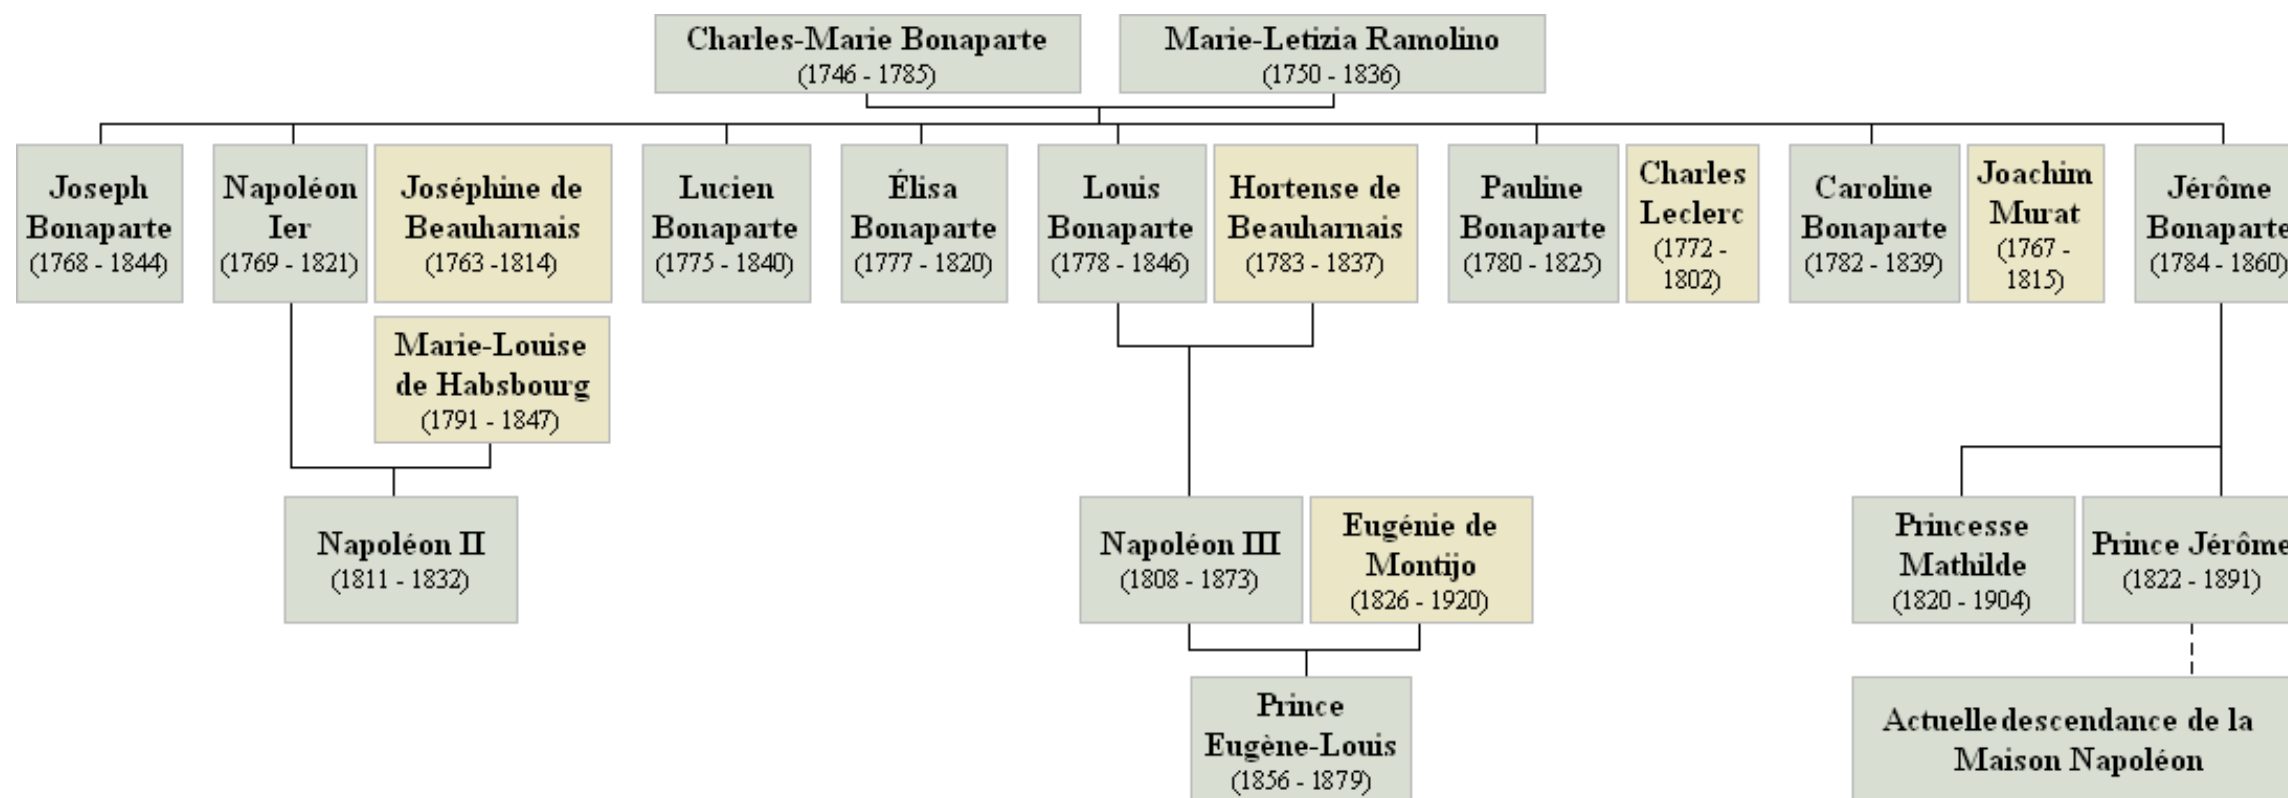 Charles-Marie Bonaparte
(1746 - 1785)
Marie-Letizia Ramolino
(1750 - 1836)
Joseph
Bonaparte
(1768 - 1844)
Napoléon
Ier
(1769 - 1821)
Joséphine de
Beauharnais
(1763 -1814)
Lucien
Bonaparte
(1775 - 1840)
Élisa
Bonaparte
(1777 - 1820)
Louis
Bonaparte
(1778 - 1846)
Hortense de
Beauharnais
(1783 - 1837)
Pauline
Bonaparte
(1780 - 1825)
Charles
Leclerc
(1772 -
1802)
Caroline
Bonaparte
(1782 - 1839)
Joachim
Murat
(1767 -
1815)
Jérôme
Bonaparte
(1784 - 1860)
Marie-Louise
de Habsbourg
(1791 - 1847)
Napoléon II
(1811 - 1832)
Napoléon III
(1808 - 1873)
Eugénie de
Montijo
(1826 - 1920)
Princesse
Mathilde
(1820 - 1904)
Prince Jérôme
(1822 - 1891)
Prince
Eugène-Louis
(1856 - 1879)
Actuelle descendance de la
Maison Napoléon